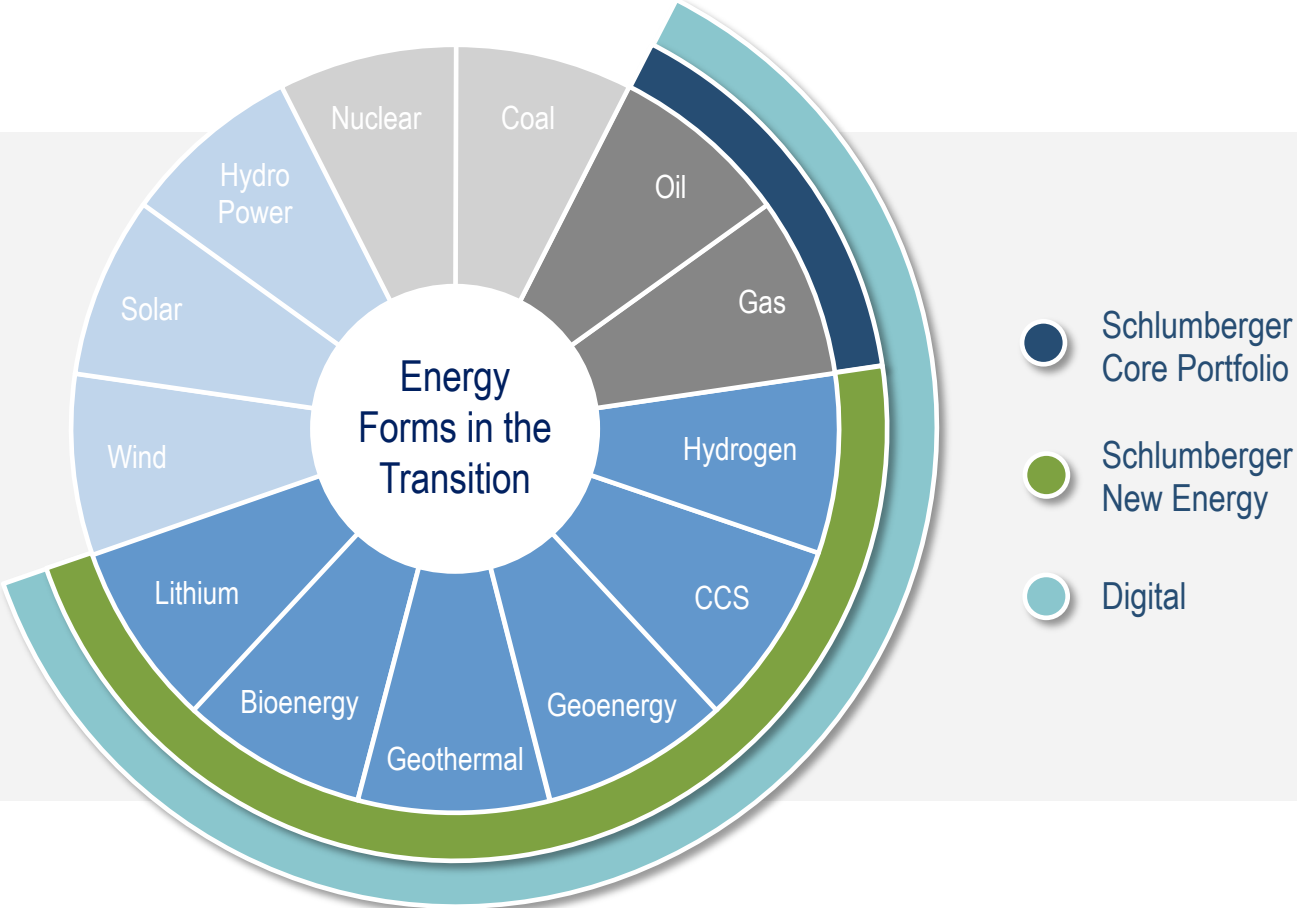 Nuclear
Coal
Hydro
Power
Oil
Solar
Gas
Wind
Energy
Forms in the
Transition
Hydrogen
Lithium
CCS
Bioenergy
Geoenergy
Geothermal
Schlumberger
Core Portfolio
Schlumberger
New Energy
Digital